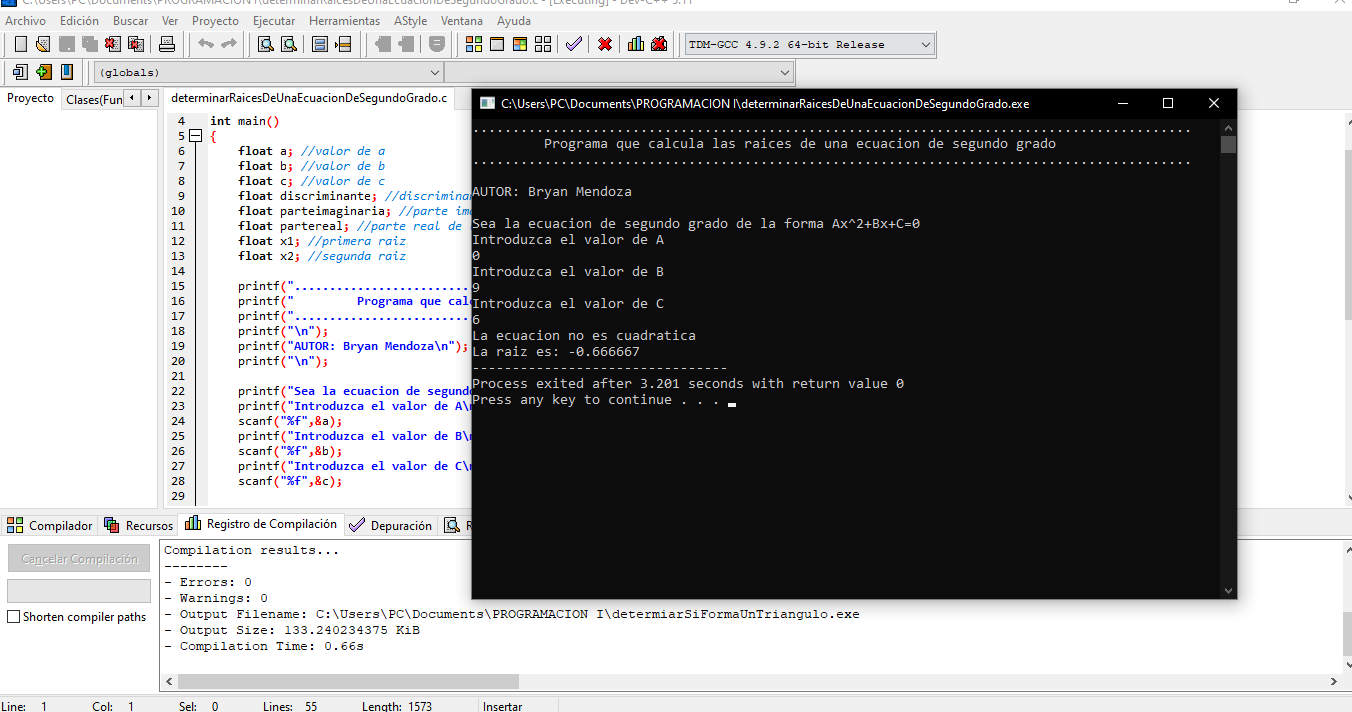 C:\Users\PC\Documents\PROGRAMACION I\determinarRaicesDeUnaEcuacionDeSegundoGrado.c - [Executing] - Dev-C++ 5.11
Archivo Edición Buscar Ver Proyecto Ejecutar Herramientas AStyle Ventana Ayuda
TDM-GCC 4.9.2 64-bit Release
(globals)
Proyecto Clases(Fun
determinarRaicesDeUnaEcuacionDeSegundoGrado.c
4 int main()
5 {
6 float a; //valor de a
7 float b; //valor de b
8 float c; //valor de c
9 float discriminante; //discrimina
10 float parteimaginaria; //parte ima
11 float partereal; //parte real de
12 float x1; //primera raiz
13 float x2; //segunda raiz
14
15 printf("..........................
16 printf(" Programa que calc
17 printf("..........................
18 printf("\n");
19 printf("AUTOR: Bryan Mendoza\n");
20 printf("\n");
21
22 printf("Sea la ecuacion de segundo
23 printf("Introduzca el valor de A\n
24 scanf("%f",&a);
25 printf("Introduzca el valor de B\n
26 scanf("%f",&b);
27 printf("Introduzca el valor de C\n
28 scanf("%f",&c);
29
C:\Users\PC\Documents\PROGRAMACION I\determinarRaicesDeUnaEcuacionDeSegundoGrado.exe
..........................................................................................
Programa que calcula las raices de una ecuacion de segundo grado
..........................................................................................
AUTOR: Bryan Mendoza
Sea la ecuacion de segundo grado de la forma Ax^2+Bx+C=0
Introduzca el valor de A
0
Introduzca el valor de B
9
Introduzca el valor de C
6
La ecuacion no es cuadratica
La raiz es: -0.666667
--------------------------------
Process exited after 3.201 seconds with return value 0
Press any key to continue . . .
Compilador Recursos Registro de Compilación Depuración
Cancelar Compilación
Shorten compiler paths
Compilation results...
--------
- Errors: 0
- Warnings: 0
- Output Filename: C:\Users\PC\Documents\PROGRAMACION I\determiarSiFormaUnTriangulo.exe
- Output Size: 133.240234375 KiB
- Compilation Time: 0.66s
Line: 1 Col: 1 Sel: 0 Lines: 55 Length: 1573 Insertar